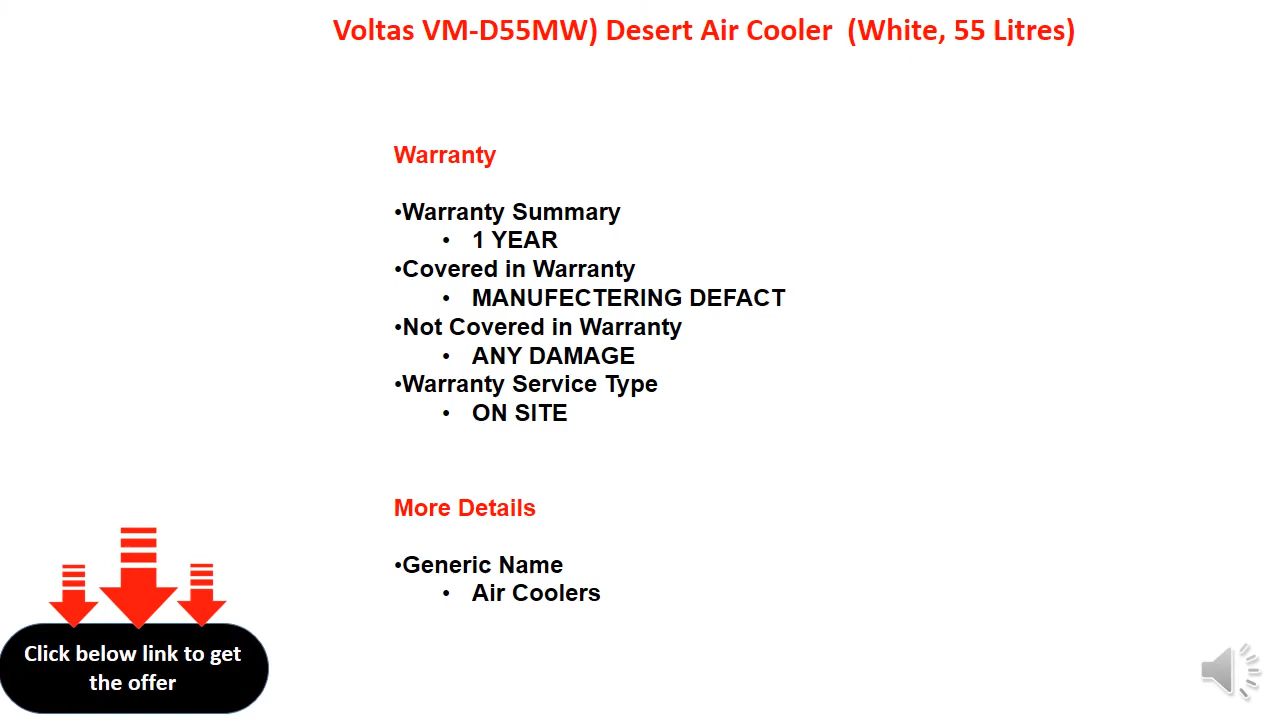 Voltas VM-D55MW) Desert Air Cooler (White, 55 Litres)
Warranty
•Warranty Summary
• 1 YEAR
•Covered in Warranty
• MANUFECTERING DEFACT
•Not Covered in Warranty
• ANY DAMAGE
•Warranty Service Type
• ON SITE
More Details
•Generic Name
• Air Coolers
Click below link to get
the offer